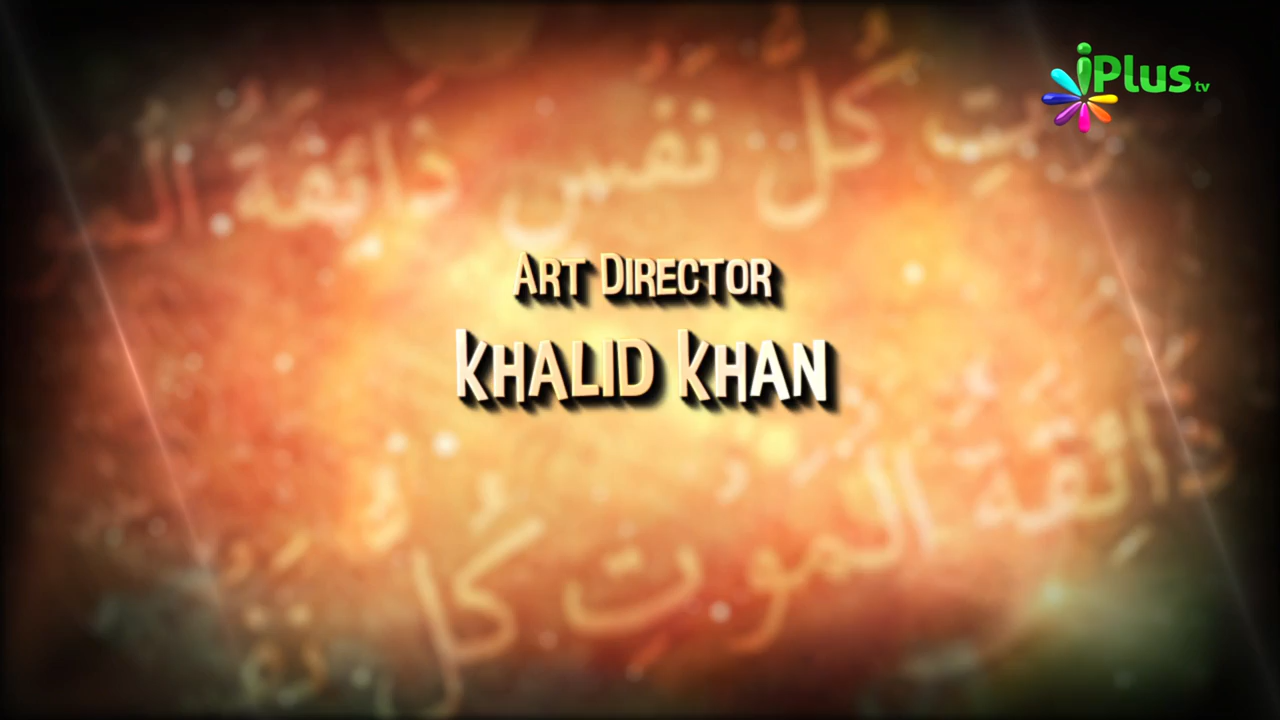 iPlus tv
كُلُّ نَفْسٍ ذَائِقَةُ
Art Director
Khalid Khan
ذَائِقَةُ الْمَوْتِ كُلُّ